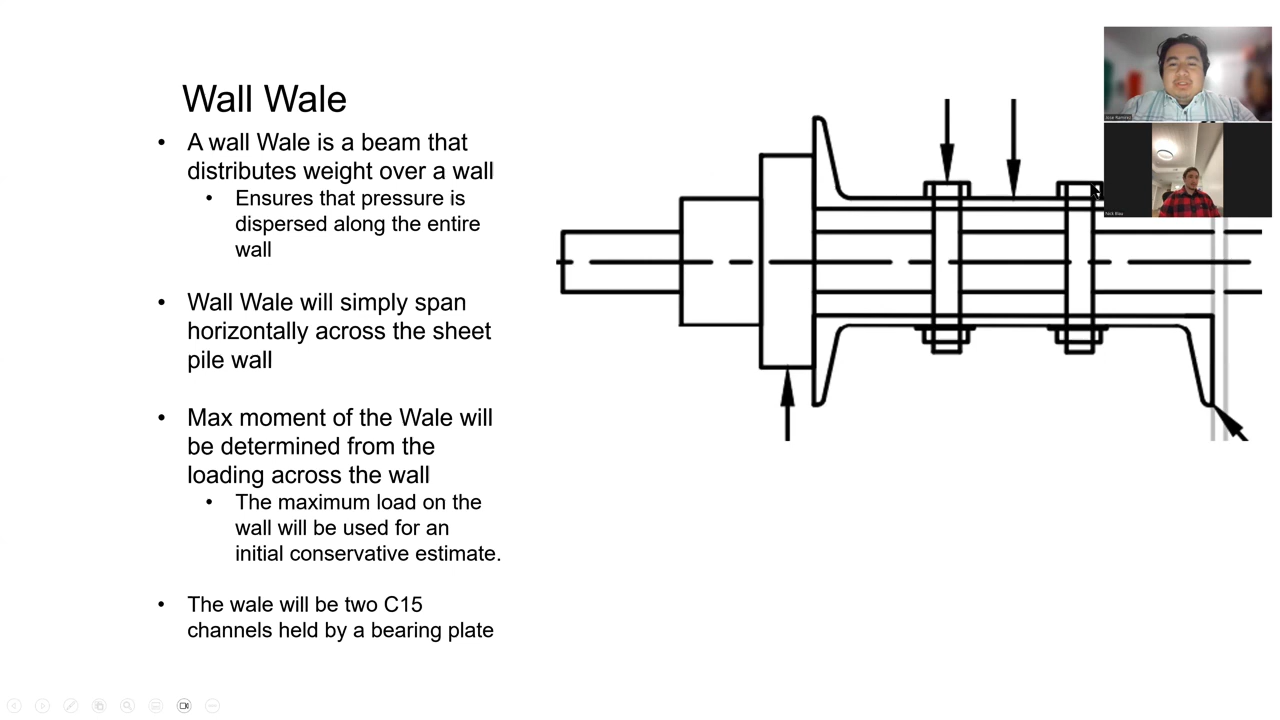 Wall Wale
• A wall Wale is a beam that
distributes weight over a wall
• Ensures that pressure is
dispersed along the entire
wall
• Wall Wale will simply span
horizontally across the sheet
pile wall
• Max moment of the Wale will
be determined from the
loading across the wall
• The maximum load on the
wall will be used for an
initial conservative estimate.
• The wale will be two C15
channels held by a bearing plate
Jose Ramirez